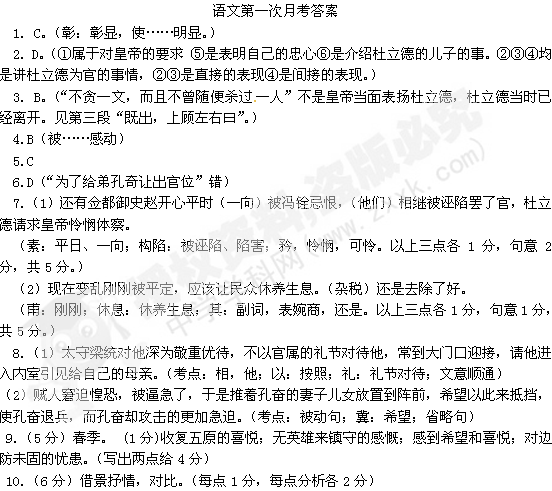 语文第一次月考答案
1. C。（彰：彰显，使……明显。）
2. D。（①属于对皇帝的要求 ⑤是表明自己的忠心⑥是介绍杜立德的儿子的事。②③④均
是讲杜立德为官的事情，②③是直接的表现④是间接的表现。）
3. B。（“不贪一文，而且不曾随便杀过一人”不是皇帝当面表扬杜立德，杜立德当时已
经离开。见第三段“既出，上顾左右曰”。）
4.B（被……感动）
5.C
6.D（“为了给弟孔奇让出官位”错）
7.（1）还有佥都御史赵开心平时（一向）被冯铨忌恨，（他们）相继被诬陷罢了官，杜立
德请求皇帝怜悯体察。
（素：平日、一向；构陷：被诬陷、陷害；矜，怜悯，可怜。以上三点各 1 分，句意 2
分，共 5 分。）
（2）现在变乱刚刚被平定，应该让民众休养生息。（杂税）还是去除了好。
（甫：刚刚；休息：休养生息；其：副词，表婉商，还是。以上三点各1分，句意1分，
共 5 分。）
8.（1）太守梁统对他深为敬重优待，不以官属的礼节对待他，常到大门口迎接，请他进
入内室引见给自己的母亲。（考点：相，他；以：按照；礼：礼节对待；文意顺通）
（2）贼人窘迫惶恐，被逼急了，于是推着孔奋的妻子儿女放置到阵前，希望以此来抵挡，
使孔奋退兵，而孔奋却攻击的更加急迫。（考点：被动句；冀：希望；省略句）
9.（5 分）春季。（1 分)收复五原的喜悦；无英雄来镇守的感慨；感到希望和喜悦；对边
防未固的忧患。（写出两点给 4 分）
10.（6 分）借景抒情，对比。（每点 1 分，每点分析各 2 分）